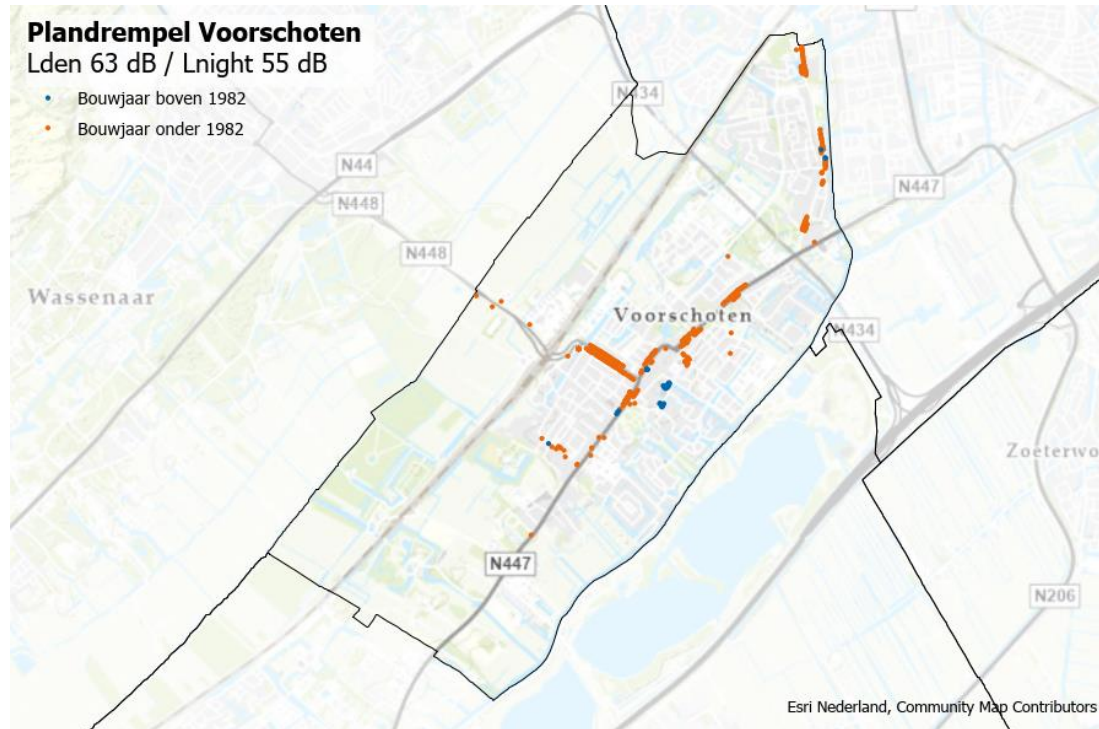 Plandrempel Voorschoten
Lden 63 dB / Lnight 55 dB
Bouwjaar boven 1982
Bouwjaar onder 1982
N434
N44
N447
N448
N448
Wassenaar
Voorschoten
N434
Zoeterwo
N447
N206
Esri Nederland, Community Map Contributors